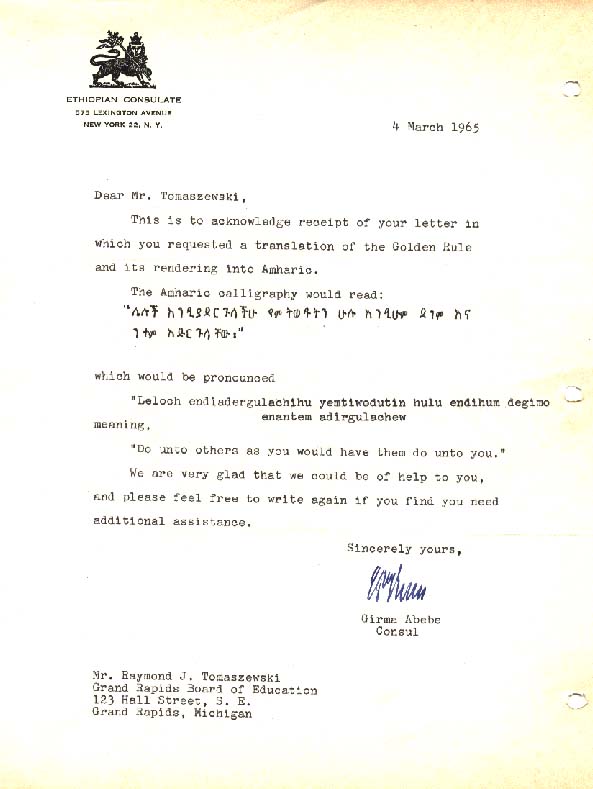 ETHIOPIAN CONSULATE
575 LEXINGTON AVENUE
NEW YORK 22, N. Y.
4 March 1965
Dear Mr. Tomaszewski,
This is to acknowledge receipt of your letter in
which you requested a translation of the Golden Rule
and its rendering into Amharic.
The Amharic calligraphy would read:
"ሌሎች እንዲያደርጉላችሁ የምትወዱትን ሁሉ እንዲሁም ደግሞ እና
ንተም አድርጉላቸው።"
which would be pronounced
"Leloch endiadergulachihu yemtiwodutin hulu endihum degimo
enantem adirgulachew
meaning,
"Do unto others as you would have them do unto you."
We are very glad that we could be of help to you,
and please feel free to write again if you find you need
additional assistance.
Sincerely yours,
Girma Abebe
Consul
Mr. Raymond J. Tomaszewski
Grand Rapids Board of Education
123 Hall Street, S. E.
Grand Rapids, Michigan